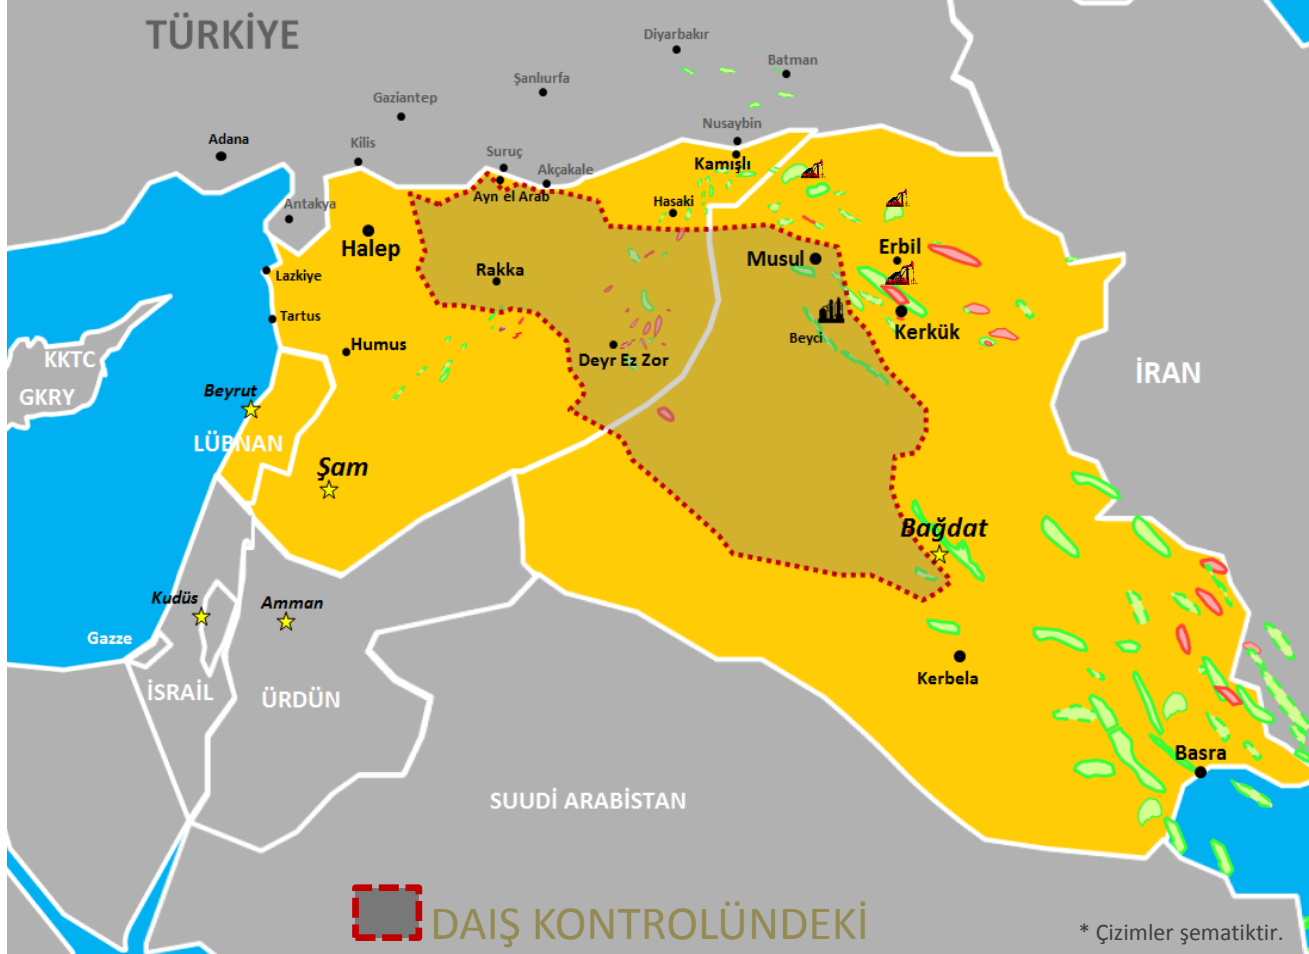 TÜRKİYE
Diyarbakır
Batman
Şanlıurfa
Gaziantep
Nusaybin
Adana
Kilis
Suruç
Akçakale
Kamışlı
Ayn el Arab
Hasaki
Antakya
Halep
Musul
Erbil
Rakka
Lazkiye
Tartus
Kerkük
Beyci
Humus
Deyr Ez Zor
KKTC
GKRY
İRAN
Beyrut
LÜBNAN
Şam
Bağdat
Kudüs
Amman
Gazze
Kerbela
İSRAİL
ÜRDÜN
Basra
SUUDİ ARABİSTAN
DAIŞ KONTROLÜNDEKİ
* Çizimler şematiktir.